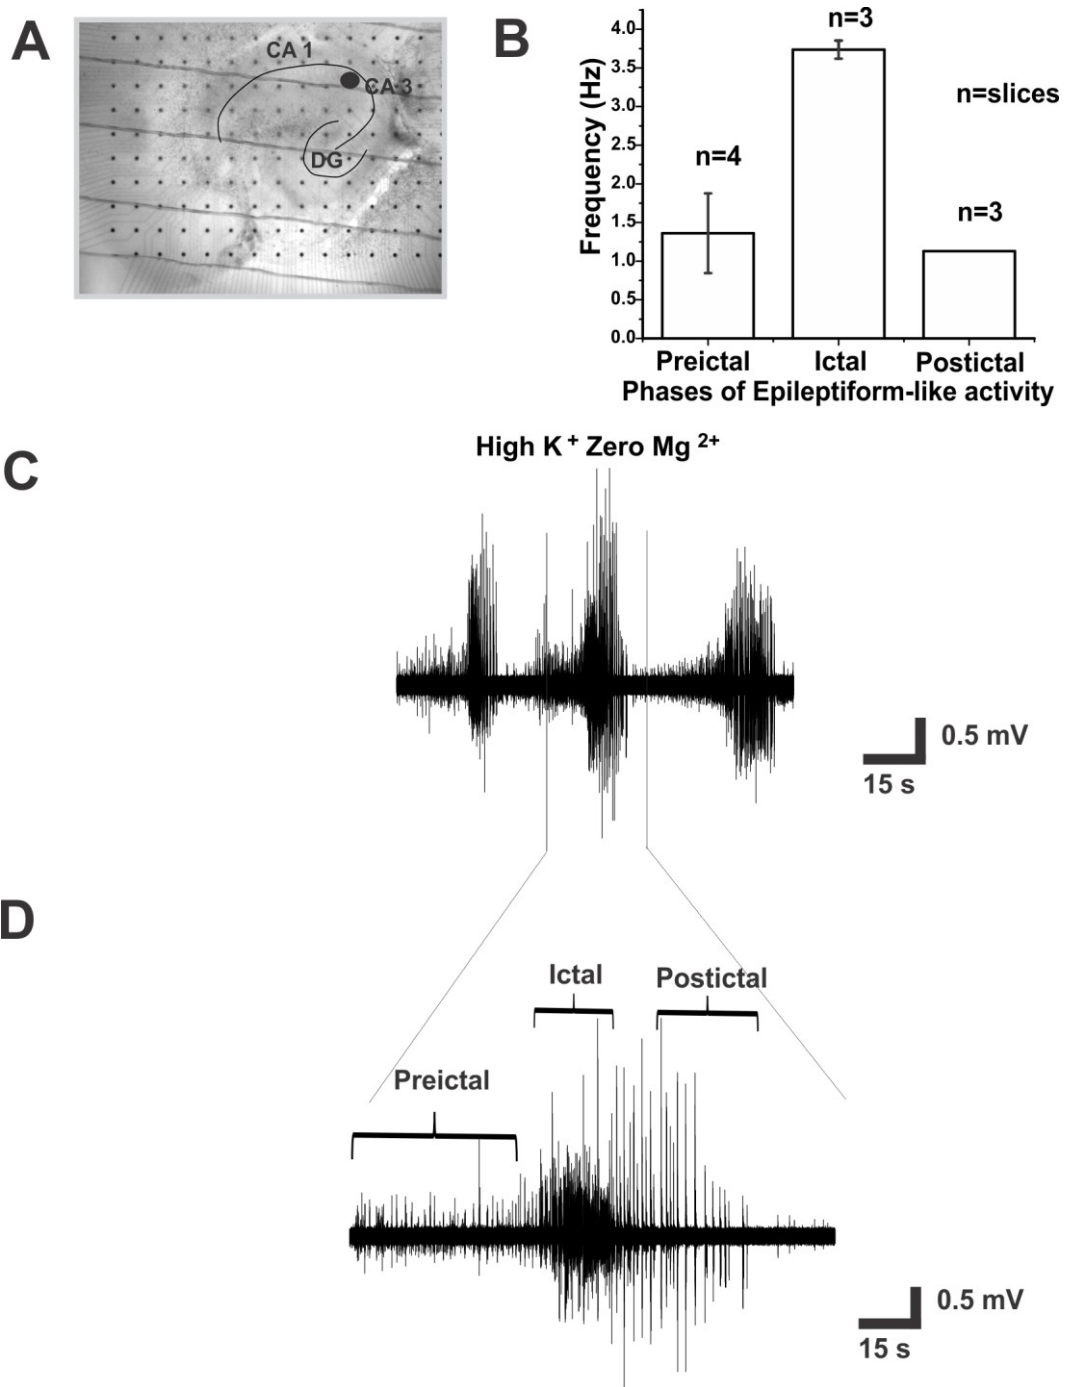 A
CA 1
CA 3
DG
B
Frequency (Hz)
4.0
3.5
3.0
2.5
2.0
1.5
1.0
0.5
0.0
n=4
n=3
n=3
n=slices
Preictal Ictal Postictal
Phases of Epileptiform-like activity
C
High K+ Zero Mg 2+
0.5 mV
15 s
D
Ictal
Postictal
Preictal
0.5 mV
15 s